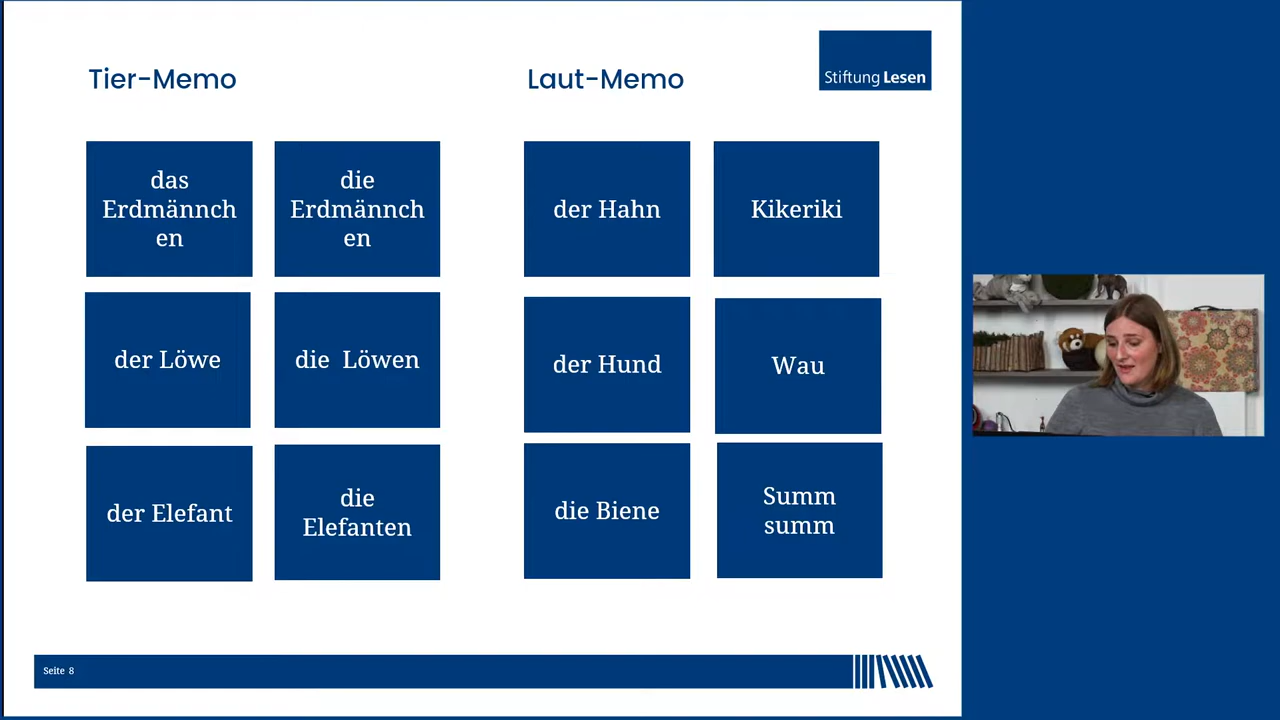 Tier-Memo
Laut-Memo
Stiftung Lesen
das
Erdmännch
en
die
Erdmännch
en
der Hahn
Kikeriki
der Löwe
die Löwen
der Hund
Wau
der Elefant
die
Elefanten
die Biene
Summ
summ
Seite 8